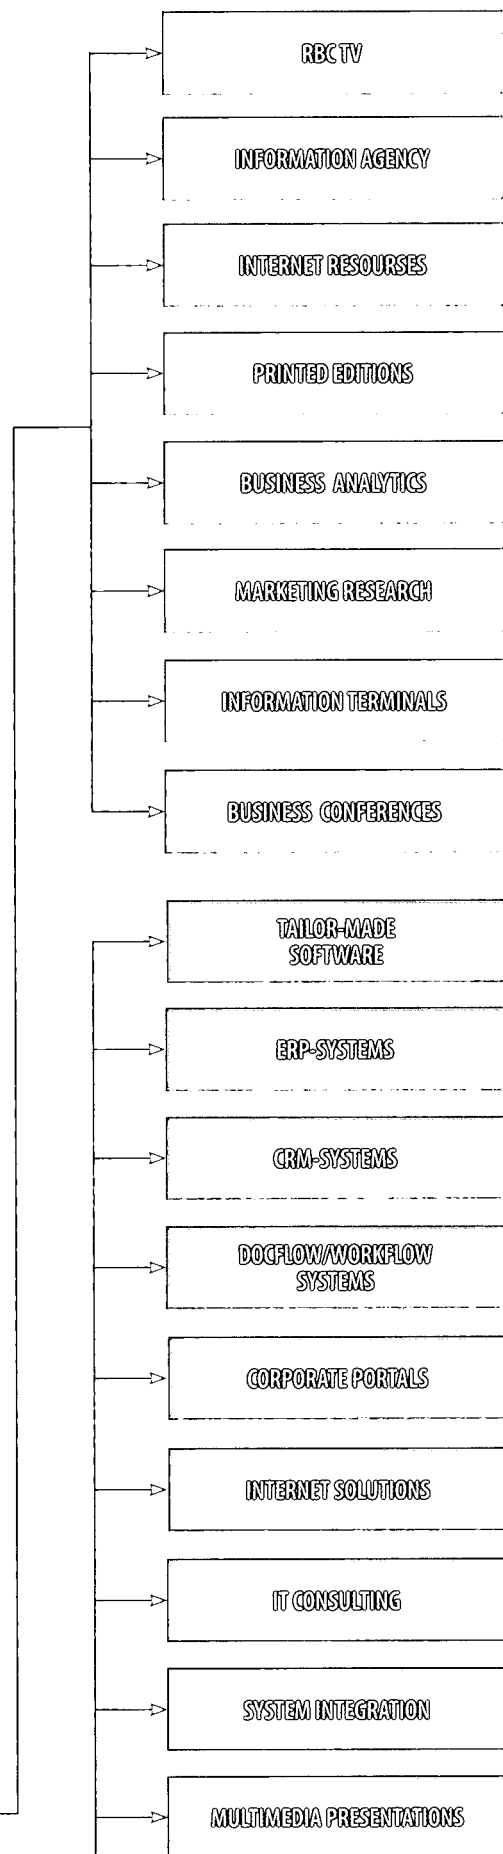 RBC TV
INFORMATION AGENCY
INTERNET RESOURSES
PRINTED EDITIONS
BUSINESS ANALYTICS
MARKETING RESEARCH
INFORMATION TERMINALS
BUSINESS CONFERENCES
TAILOR-MADE
SOFTWARE
ERP-SYSTEMS
CRM-SYSTEMS
DOCFLOW/WORKFLOW
SYSTEMS
CORPORATE PORTALS
INTERNET SOLUTIONS
IT CONSULTING
SYSTEM INTEGRATION
MULTIMEDIA PRESENTATIONS